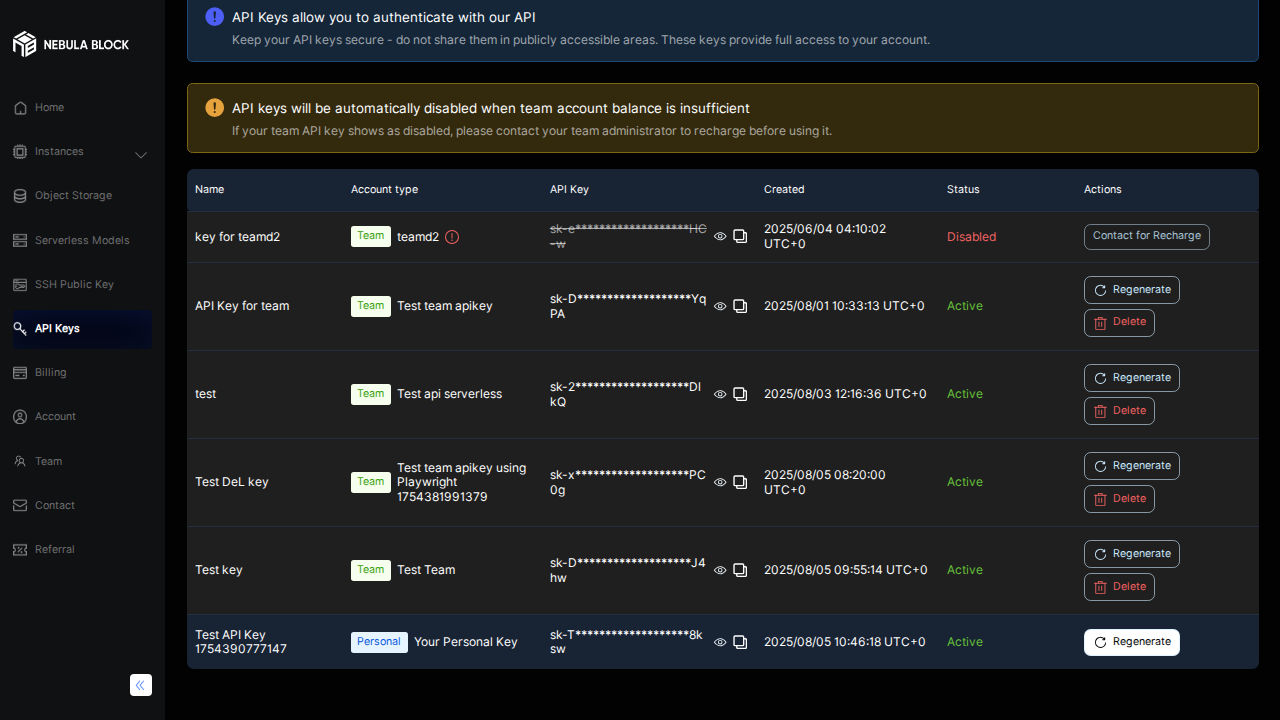 API Keys allow you to authenticate with our API
Keep your API keys secure - do not share them in publicly accessible areas. These keys provide full access to your account.
NEBULA BLOCK
Home
Instances
Object Storage
Serverless Models
SSH Public Key
API Keys
Billing
Account
Team
Contact
Referral
API keys will be automatically disabled when team account balance is insufficient
If your team API key shows as disabled, please contact your team administrator to recharge before using it.
Name Account type API Key Created Status Actions
key for teamd2 Team teamd2 sk-e********************HC 2025/06/04 04:10:02 Disabled Contact for Recharge
-w UTC+0
API Key for team Team Test team apikey sk-D********************Yq 2025/08/01 10:33:13 UTC+0 Active Regenerate
PA Delete
test Team Test api serverless sk-2********************DI 2025/08/03 12:16:36 UTC+0 Active Regenerate
kQ Delete
Test DeL key Team Test team apikey using sk-x********************PC 2025/08/05 08:20:00 Active Regenerate
Playwright 0g UTC+0 Delete
1754381991379
Test key Team Test Team sk-D********************J4 2025/08/05 09:55:14 UTC+0 Active Regenerate
hw Delete
Test API Key Personal Your Personal Key sk-T********************8k 2025/08/05 10:46:18 UTC+0 Active Regenerate
1754390777147 sw